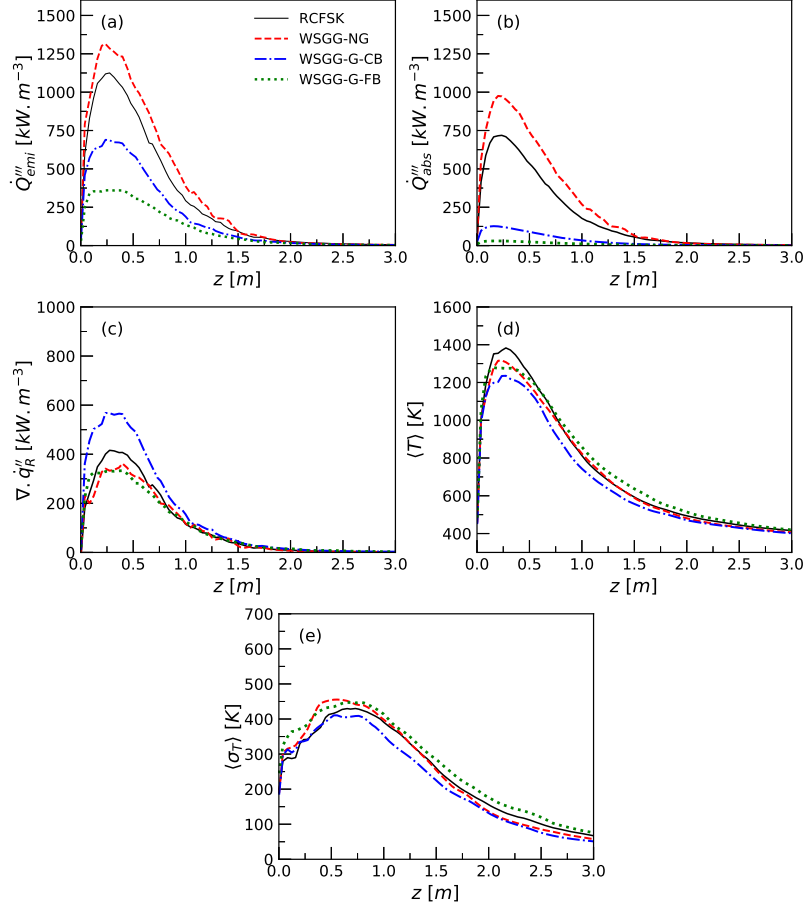 (a)
RCFSK
WSGG-NG
WSGG-G-CB
WSGG-G-FB
1500
1250
1000
750
500
250
0
Q̇‴emi [kW.m⁻³]
0.0 0.5 1.0 1.5 2.0 2.5 3.0
z [m]
(b)
1500
1250
1000
750
500
250
0
Q̇‴abs [kW.m⁻³]
0.0 0.5 1.0 1.5 2.0 2.5 3.0
z [m]
(c)
1000
800
600
400
200
0
∇.q̇″R [kW.m⁻³]
0.0 0.5 1.0 1.5 2.0 2.5 3.0
z [m]
(d)
1600
1400
1200
1000
800
600
400
⟨T⟩ [K]
0.0 0.5 1.0 1.5 2.0 2.5 3.0
z [m]
(e)
700
600
500
400
300
200
100
0
⟨σT⟩ [K]
0.0 0.5 1.0 1.5 2.0 2.5 3.0
z [m]